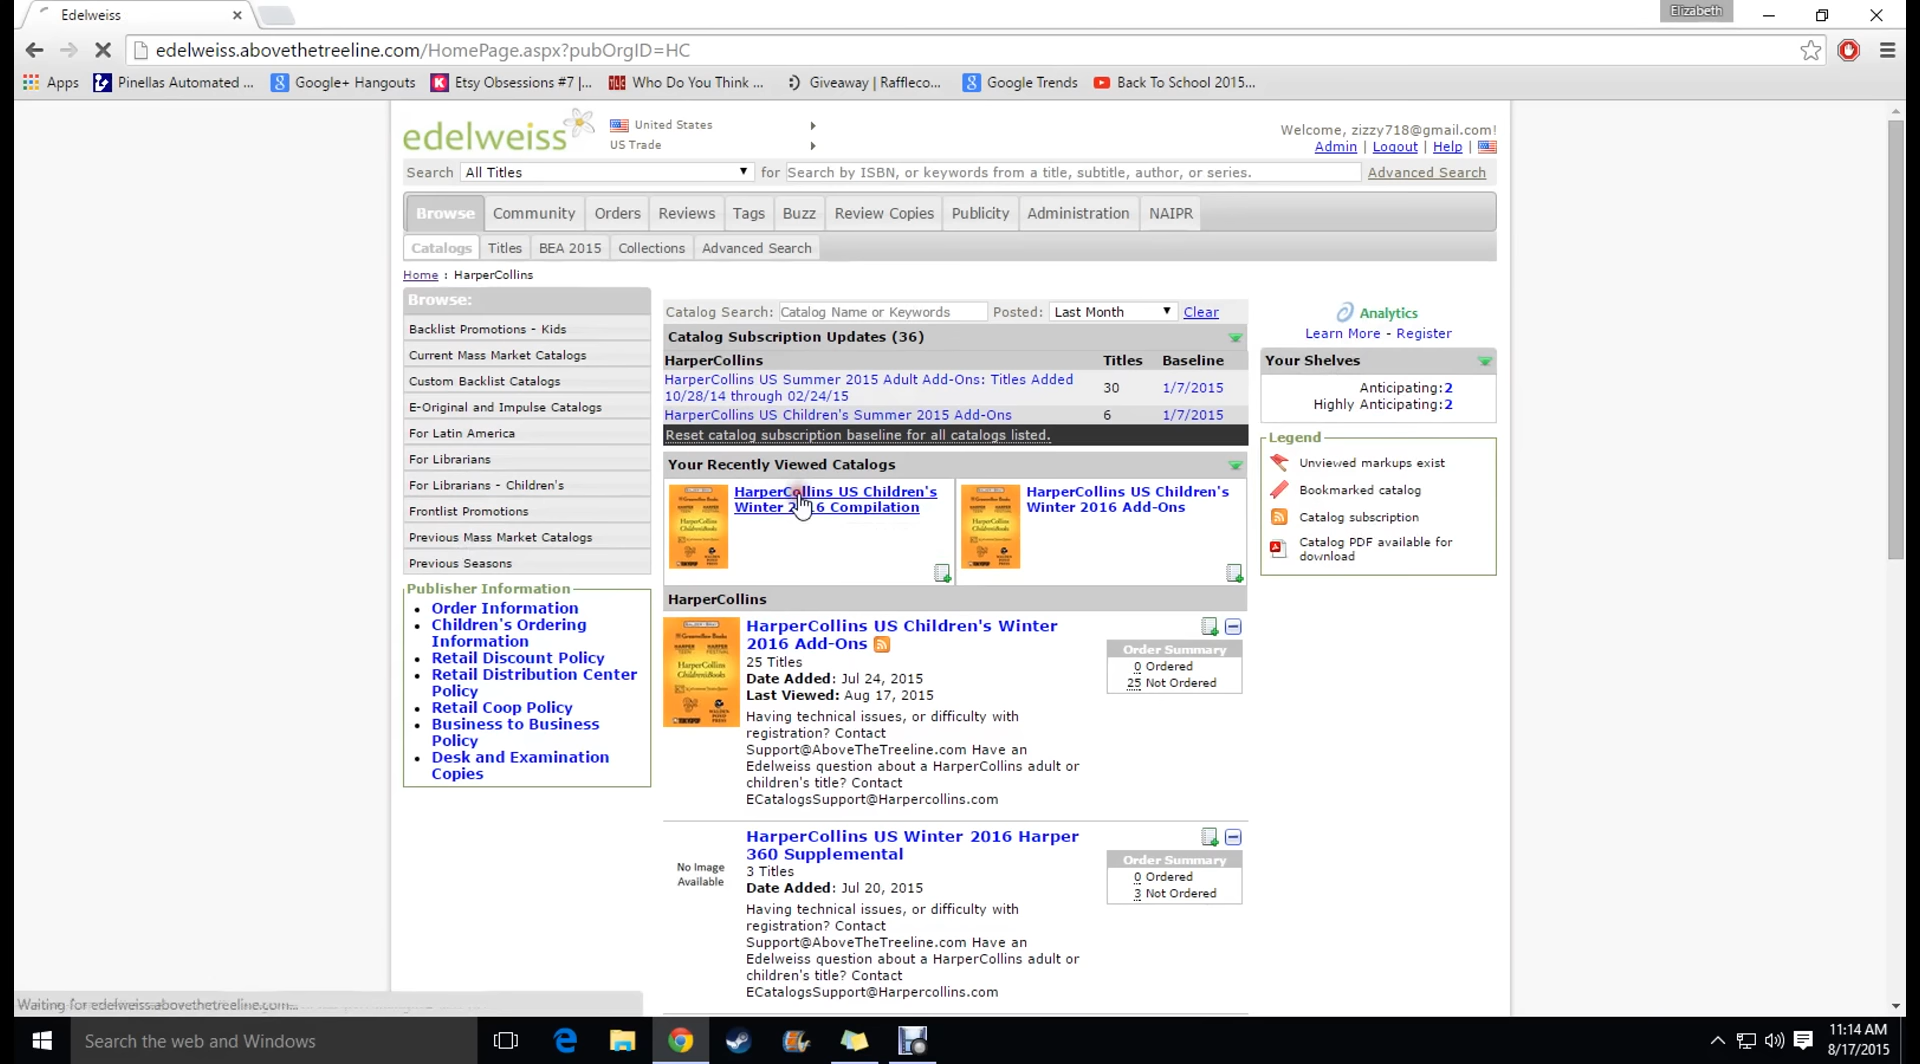 Edelweiss
Elizabeth
edelweiss.abovethetreeline.com/HomePage.aspx?pubOrgID=HC
Apps
Pinellas Automated ...
Google+ Hangouts
Etsy Obsessions #7 |...
Who Do You Think ...
Giveaway | Raffleco...
Google Trends
Back To School 2015...
edelweiss
United States
US Trade
Welcome, zizzy718@gmail.com!
Admin | Logout | Help |
Search All Titles for Search by ISBN, or keywords from a title, subtitle, author, or series. Advanced Search
Browse Community Orders Reviews Tags Buzz Review Copies Publicity Administration NAIPR
Catalogs Titles BEA 2015 Collections Advanced Search
Home : HarperCollins
Browse:
Backlist Promotions - Kids
Current Mass Market Catalogs
Custom Backlist Catalogs
E-Original and Impulse Catalogs
For Latin America
For Librarians
For Librarians - Children's
Frontlist Promotions
Previous Mass Market Catalogs
Previous Seasons
Publisher Information
Order Information
Children's Ordering
Information
Retail Discount Policy
Retail Distribution Center
Policy
Retail Coop Policy
Business to Business
Policy
Desk and Examination
Copies
Catalog Search: Catalog Name or Keywords Posted: Last Month Clear
Catalog Subscription Updates (36)
HarperCollins Titles Baseline
HarperCollins US Summer 2015 Adult Add-Ons: Titles Added
10/28/14 through 02/24/15 30 1/7/2015
HarperCollins US Children's Summer 2015 Add-Ons 6 1/7/2015
Reset catalog subscription baseline for all catalogs listed.
Your Recently Viewed Catalogs
HarperCollins US Children's
Winter 2016 Compilation
HarperCollins US Children's
Winter 2016 Add-Ons
HarperCollins
HarperCollins US Children's Winter
2016 Add-Ons
25 Titles
Date Added: Jul 24, 2015
Last Viewed: Aug 17, 2015
Having technical issues, or difficulty with
registration? Contact
Support@AboveTheTreeline.com Have an
Edelweiss question about a HarperCollins adult or
children's title? Contact
ECatalogsSupport@Harpercollins.com
Order Summary
0 Ordered
25 Not Ordered
No Image
Available
HarperCollins US Winter 2016 Harper
360 Supplemental
3 Titles
Date Added: Jul 20, 2015
Having technical issues, or difficulty with
registration? Contact
Support@AboveTheTreeline.com Have an
Edelweiss question about a HarperCollins adult or
children's title? Contact
ECatalogsSupport@Harpercollins.com
Order Summary
0 Ordered
3 Not Ordered
Analytics
Learn More - Register
Your Shelves
Anticipating:2
Highly Anticipating:2
Legend
Unviewed markups exist
Bookmarked catalog
Catalog subscription
Catalog PDF available for
download
Waiting for edelweiss.abovethetreeline.com...
Search the web and Windows
11:14 AM
8/17/2015